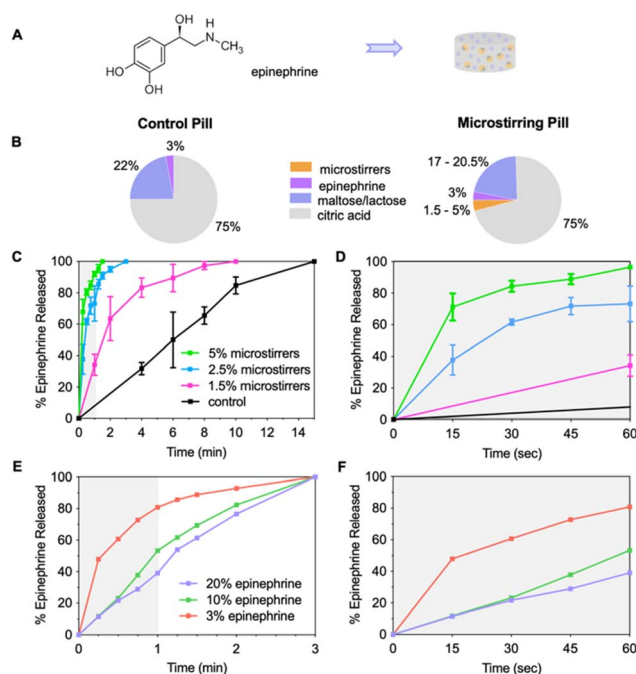 A
HO
OH
HO
H
N
CH3
epinephrine
Control Pill
Microstirring Pill
B
3%
22%
75%
microstirrers
epinephrine
maltose/lactose
citric acid
17 - 20.5%
3%
1.5 - 5%
75%
C
% Epinephrine Released
100
80
60
40
20
0
5% microstirrers
2.5% microstirrers
1.5% microstirrers
control
0 2 4 6 8 10 12 14
Time (min)
D
% Epinephrine Released
100
80
60
40
20
0
0 15 30 45 60
Time (sec)
E
% Epinephrine Released
100
80
60
40
20
0
20% epinephrine
10% epinephrine
3% epinephrine
0 1 2 3
Time (min)
F
% Epinephrine Released
100
80
60
40
20
0
0 15 30 45 60
Time (sec)